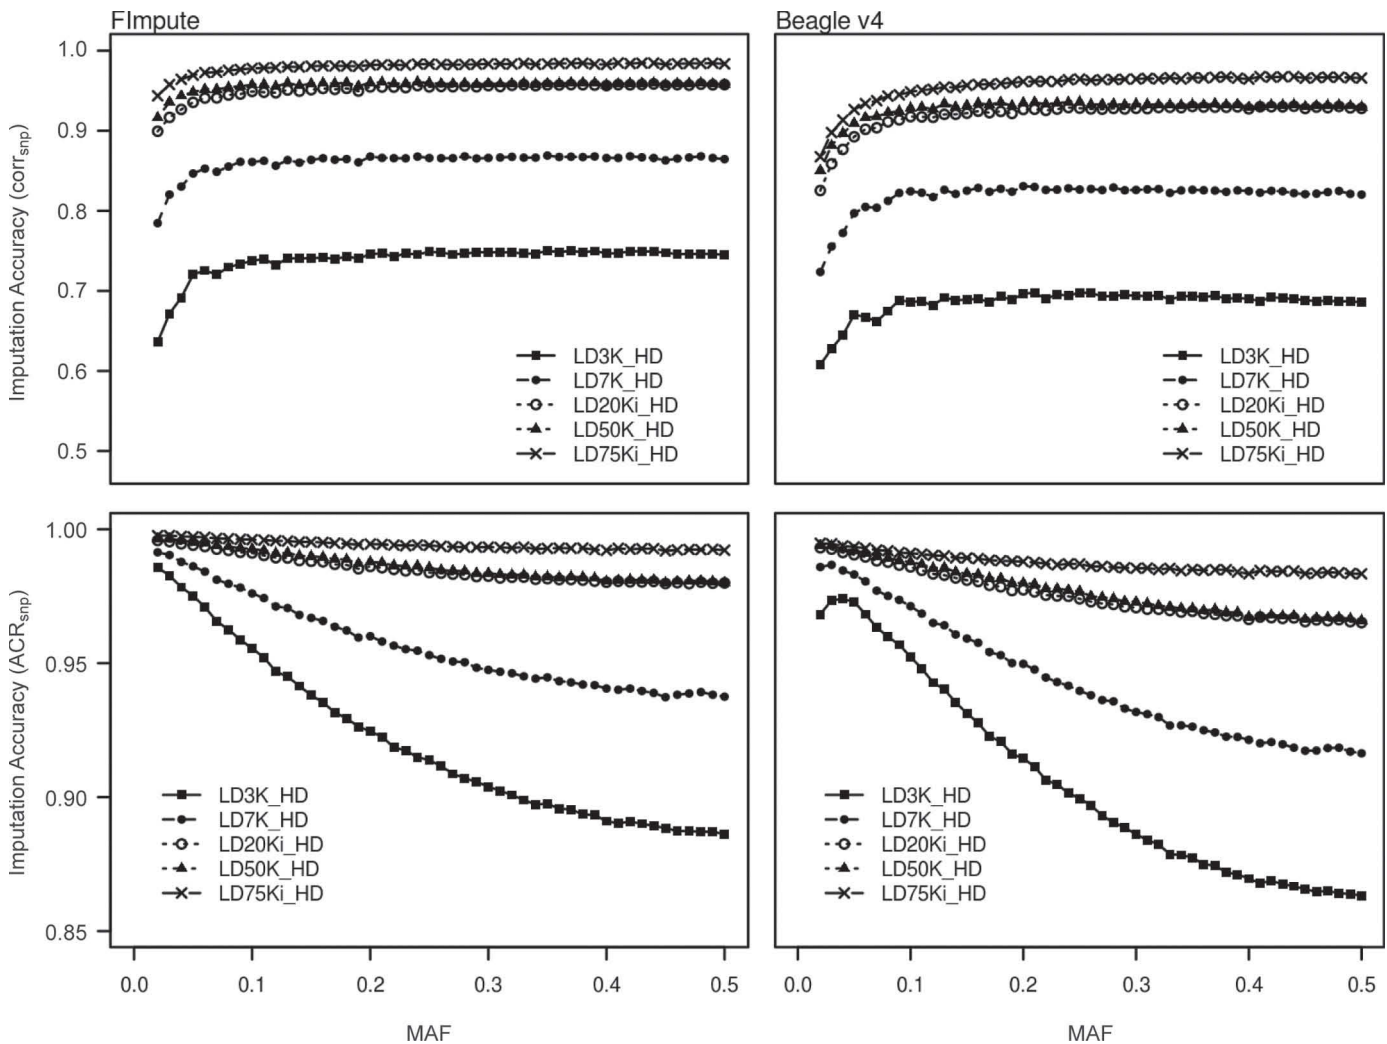 FImpute
Beagle v4
Imputation Accuracy (corrsnp)
1.0
0.9
0.8
0.7
0.6
0.5
LD3K_HD
LD7K_HD
LD20Ki_HD
LD50K_HD
LD75Ki_HD
LD3K_HD
LD7K_HD
LD20Ki_HD
LD50K_HD
LD75Ki_HD
Imputation Accuracy (ACRsnp)
1.00
0.95
0.90
0.85
LD3K_HD
LD7K_HD
LD20Ki_HD
LD50K_HD
LD75Ki_HD
LD3K_HD
LD7K_HD
LD20Ki_HD
LD50K_HD
LD75Ki_HD
0.0 0.1 0.2 0.3 0.4 0.5
0.0 0.1 0.2 0.3 0.4 0.5
MAF
MAF